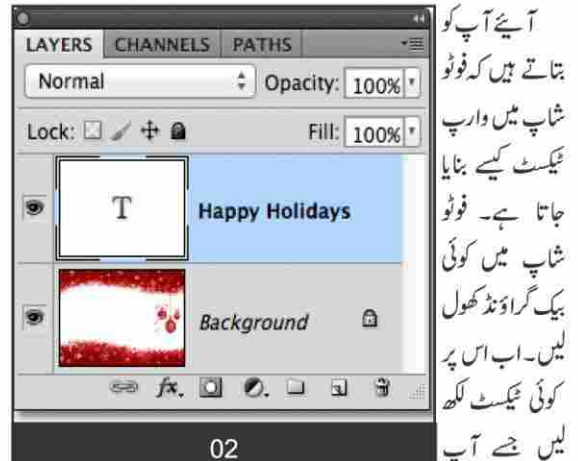 آیئے آپ کو
بتاتے ہیں کہ فوٹو
شاپ میں وارپ
ٹیکسٹ کیسے بنایا
جاتا ہے۔ فوٹو
شاپ میں کوئی
بیک گراؤنڈ کھول
لیں۔ اب اس پر
کوئی ٹیکسٹ لکھ
لیں جسے آپ
LAYERS CHANNELS PATHS
Normal Opacity: 100%
Lock: Fill: 100%
T Happy Holidays
Background
fx.
02